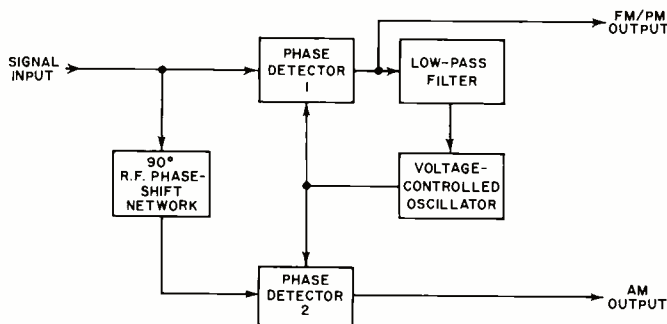 FM/PM
OUTPUT
SIGNAL
INPUT
PHASE
DETECTOR
1
LOW-PASS
FILTER
90°
R.F. PHASE-
SHIFT
NETWORK
VOLTAGE-
CONTROLLED
OSCILLATOR
PHASE
DETECTOR
2
AM
OUTPUT